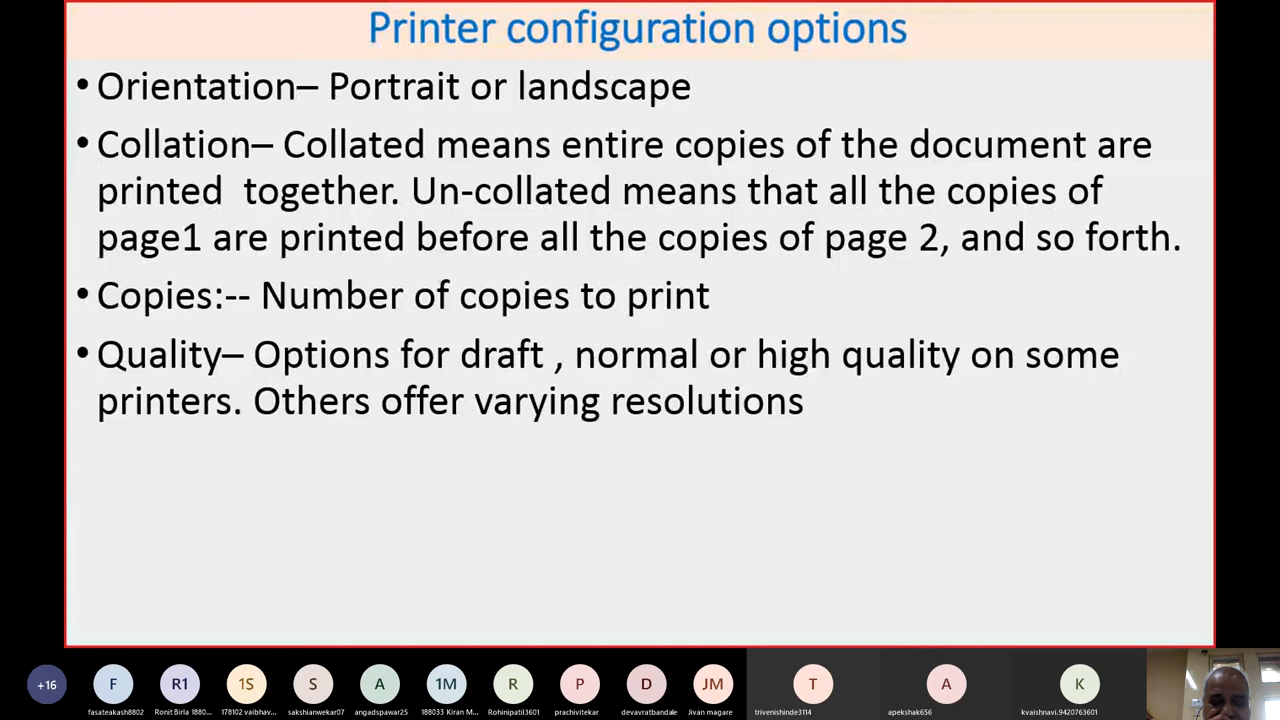 Printer configuration options
• Orientation– Portrait or landscape
• Collation– Collated means entire copies of the document are
printed  together. Un-collated means that all the copies of
page1 are printed before all the copies of page 2, and so forth.
• Copies:-- Number of copies to print
• Quality– Options for draft , normal or high quality on some
printers. Others offer varying resolutions
+16 F R1 1S S A 1M R P D JM T A K
fasateakash8802 Ronit Birla 1880... 178102 vaibhav... sakshianwekar07 angadspawar25 188033 Kiran M... Rohinipatil3601 prachivitekar devavratbandale Jivan magare trivenishinde3114 apekshak656 kvaishnavi.9420763601